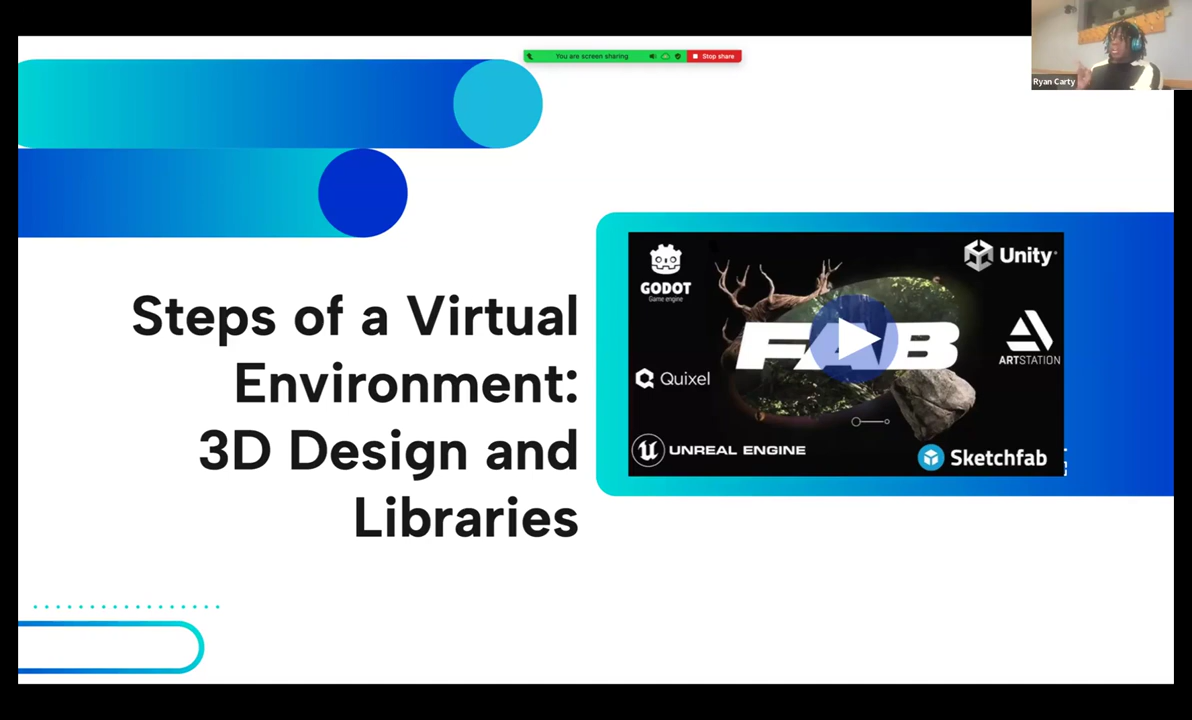 You are screen sharing
Stop share
Ryan Carty
Steps of a Virtual
Environment:
3D Design and
Libraries
GODOT
Game engine
Unity
FAB
ARTSTATION
Quixel
UNREAL ENGINE
Sketchfab